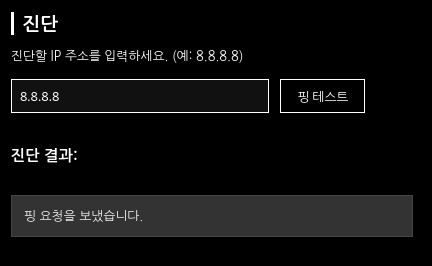 진단
진단할 IP 주소를 입력하세요. (예: 8.8.8.8)
8.8.8.8
핑 테스트
진단 결과:
핑 요청을 보냈습니다.